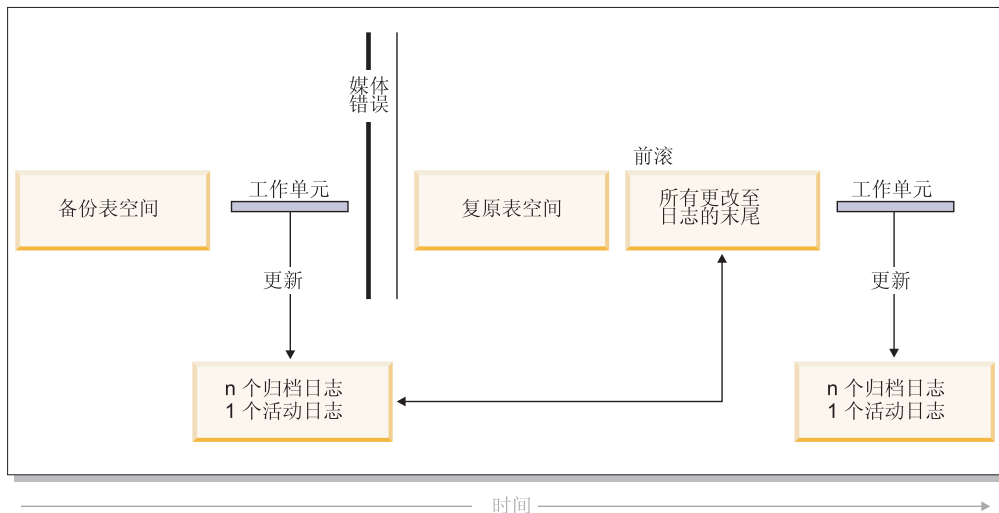 媒体
错误
前滚
备份表空间
工作单元
复原表空间
所有更改至
日志的末尾
工作单元
更新
更新
n 个归档日志
1 个活动日志
n 个归档日志
1 个活动日志
时间